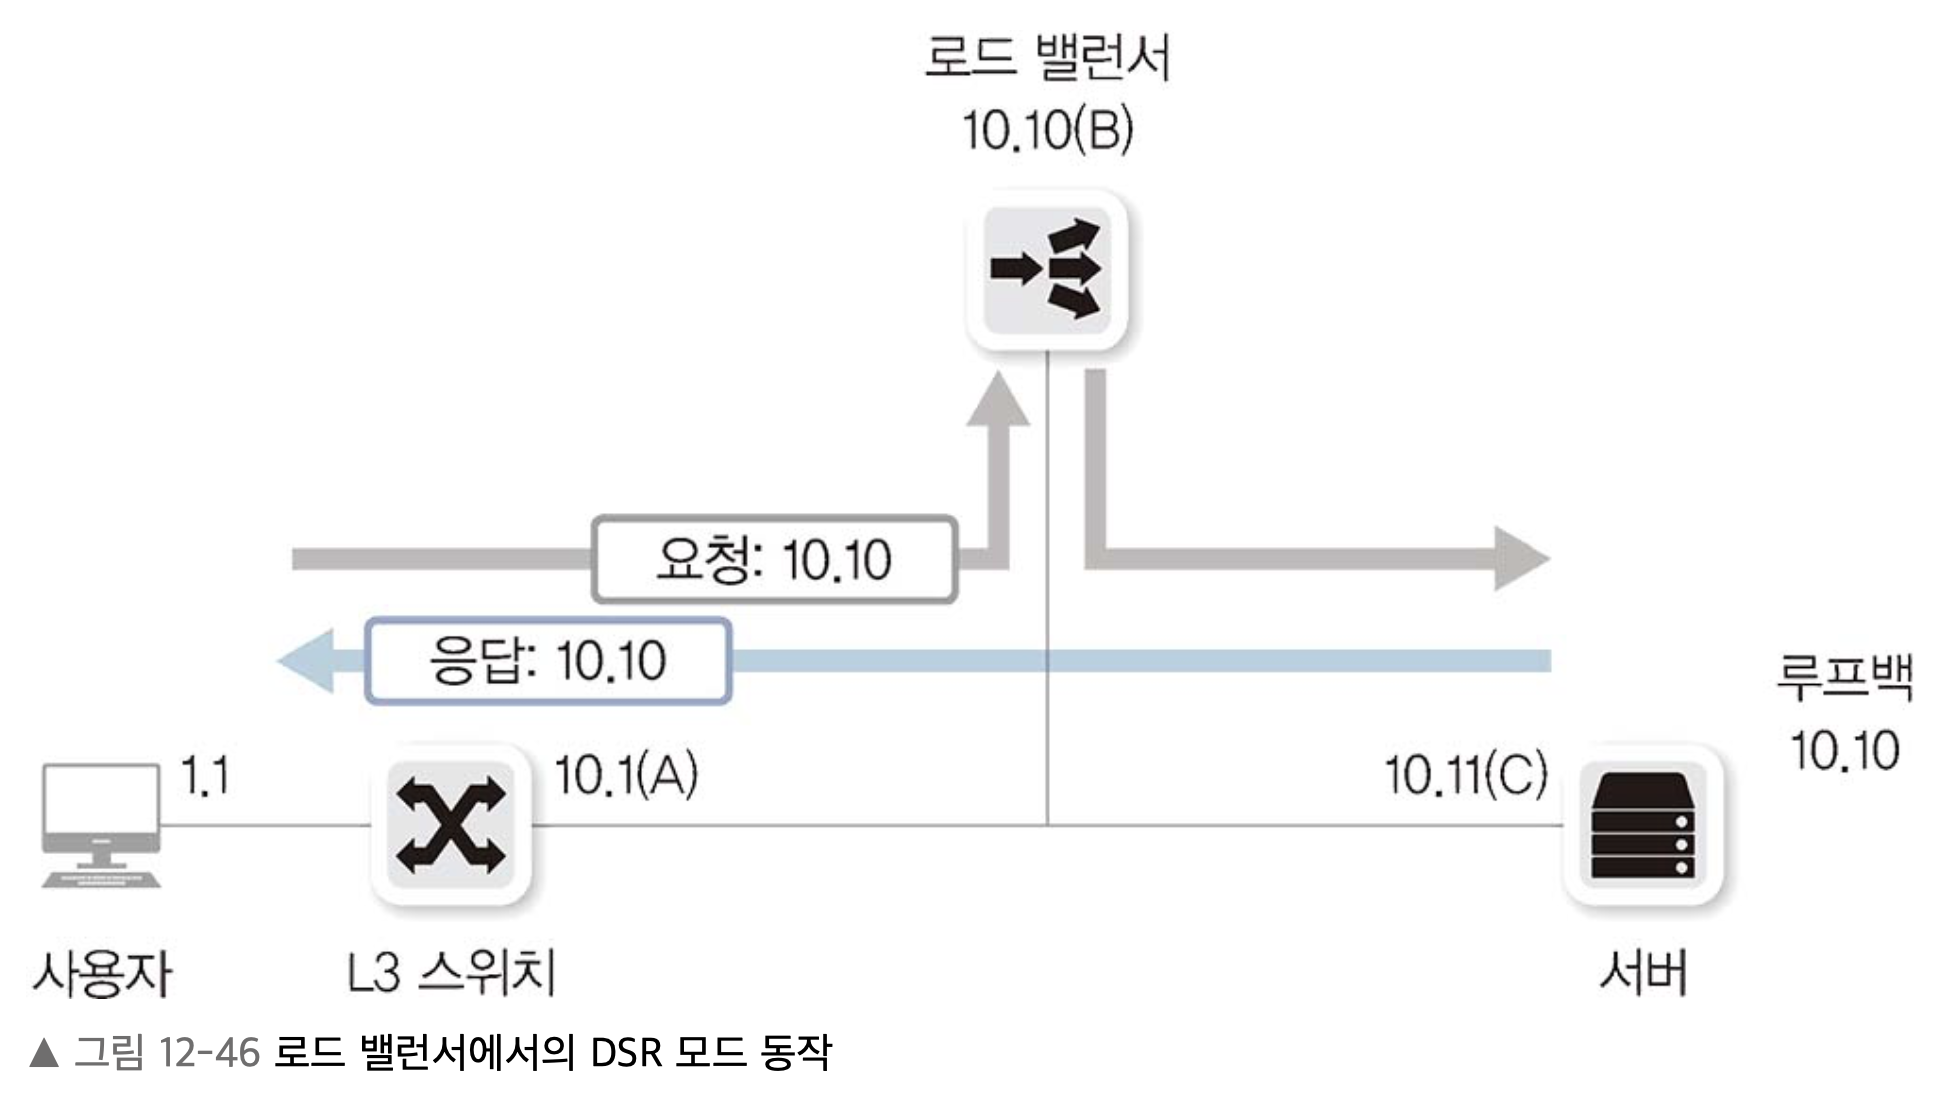 로드 밸런서
10.10(B)
요청: 10.10
응답: 10.10
루프백
10.10
1.1
10.1(A)
10.11(C)
사용자
L3 스위치
서버
▲ 그림 12-46 로드 밸런서에서의 DSR 모드 동작